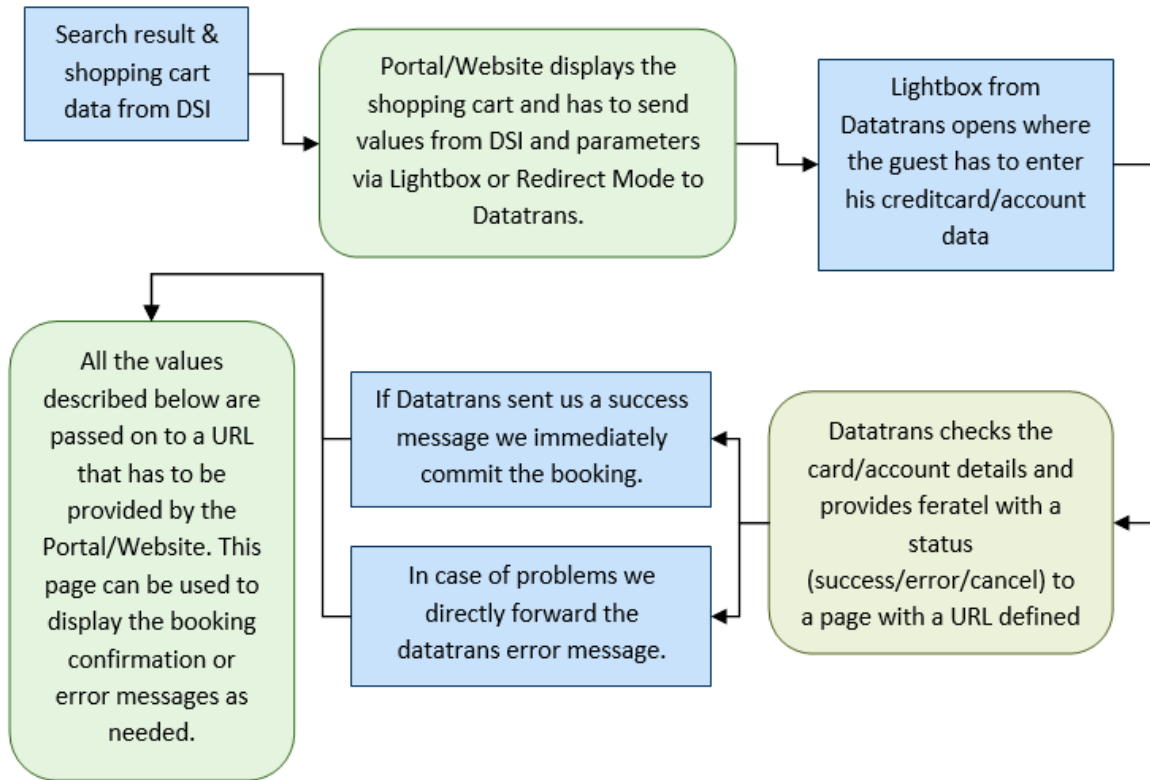 Search result &
shopping cart
data from DSI
Portal/Website displays the
shopping cart and has to send
values from DSI and parameters
via Lightbox or Redirect Mode to
Datatrans.
Lightbox from
Datatrans opens where
the guest has to enter
his creditcard/account
data
Datatrans checks the
card/account details and
provides feratel with a
status
(success/error/cancel) to
a page with a URL defined
If Datatrans sent us a success
message we immediately
commit the booking.
In case of problems we
directly forward the
datatrans error message.
All the values
described below are
passed on to a URL
that has to be
provided by the
Portal/Website. This
page can be used to
display the booking
confirmation or
error messages as
needed.